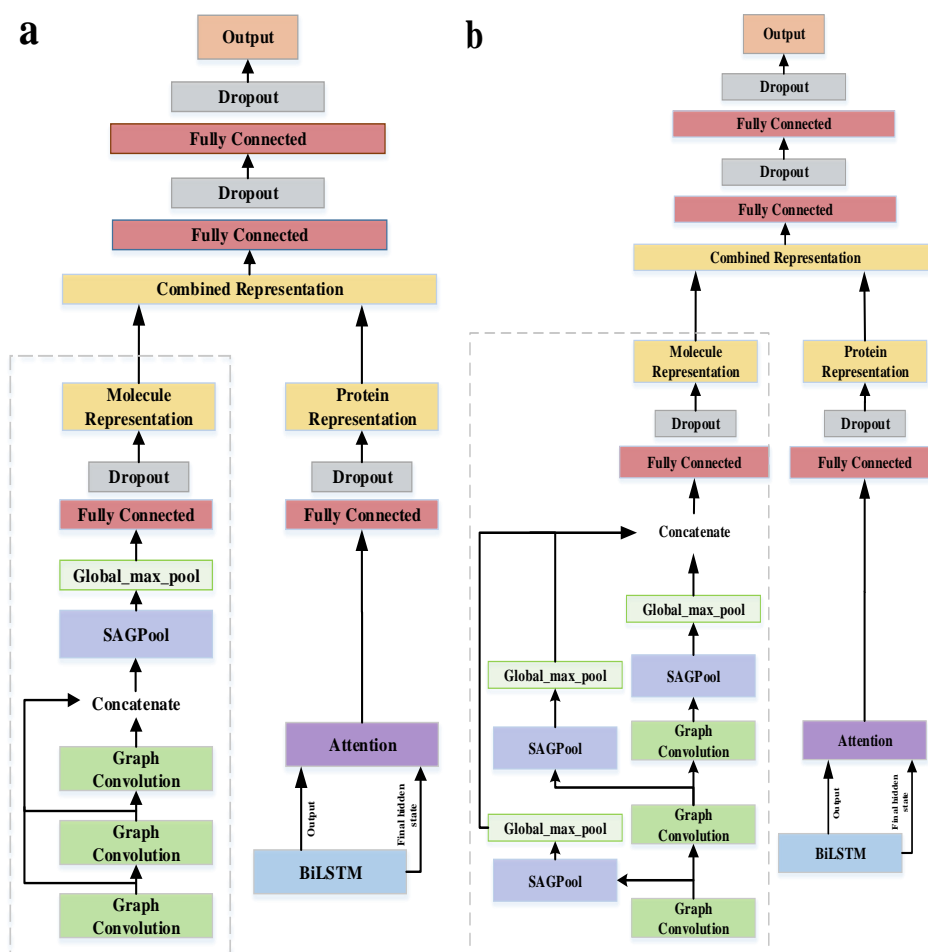 a
Output
Dropout
Fully Connected
Dropout
Fully Connected
Combined Representation
Molecule
Representation
Protein
Representation
Dropout
Dropout
Fully Connected
Fully Connected
Global_max_pool
SAGPool
Concatenate
Graph
Convolution
Graph
Convolution
Graph
Convolution
Attention
Output
Final hidden
state
BiLSTM
b
Output
Dropout
Fully Connected
Dropout
Fully Connected
Combined Representation
Molecule
Representation
Protein
Representation
Dropout
Dropout
Fully Connected
Fully Connected
Concatenate
Global_max_pool
Global_max_pool
SAGPool
SAGPool
Graph
Convolution
Global_max_pool
Graph
Convolution
SAGPool
Graph
Convolution
Attention
Output
Final hidden
state
BiLSTM